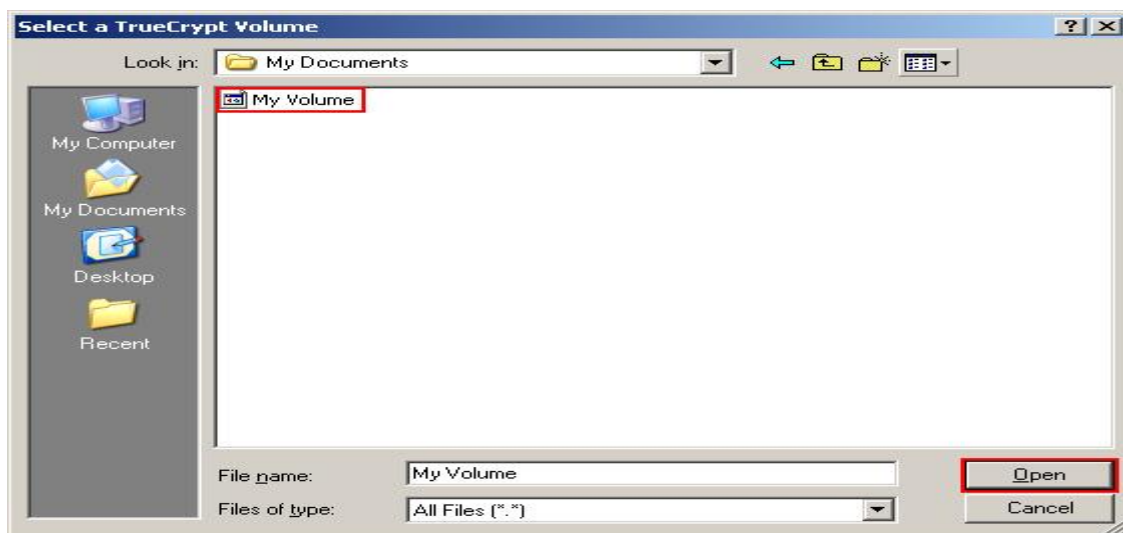 Select a TrueCrypt Volume
Look in: My Documents
My Volume
My Computer
My Documents
Desktop
Recent
File name: My Volume Open
Files of type: All Files (*.*) Cancel